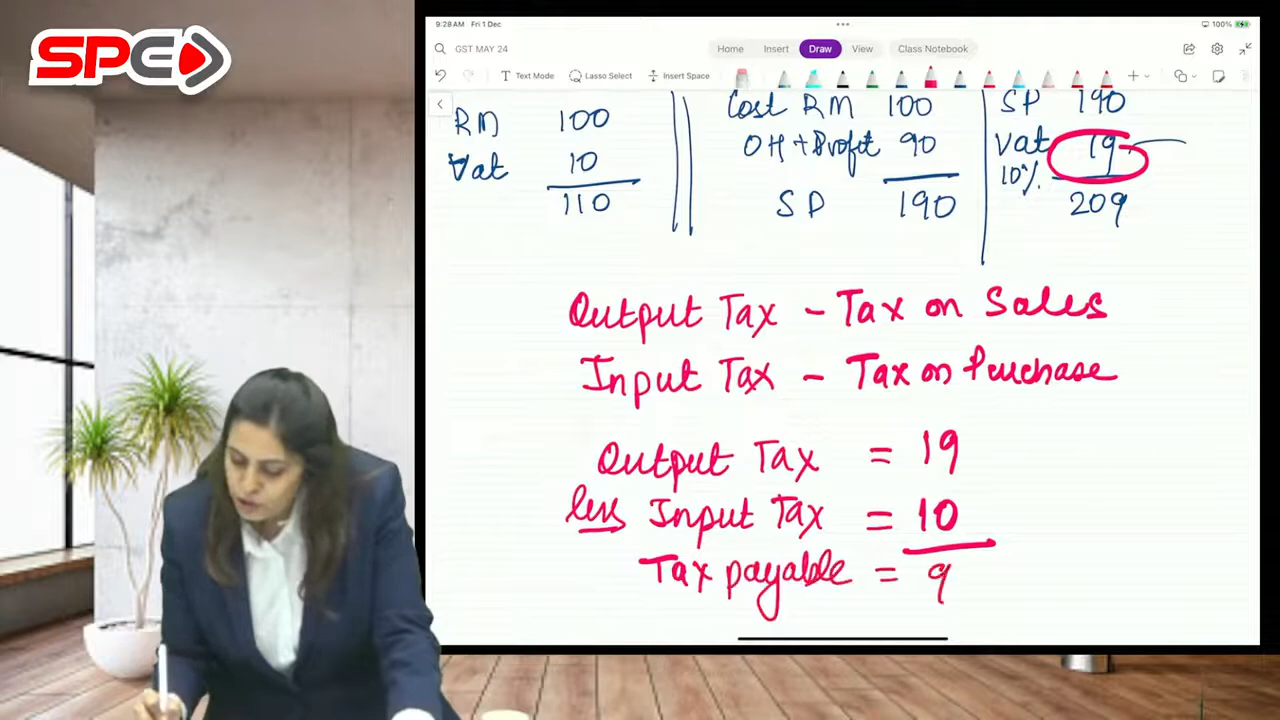 SPED
9:28 AM Fri 1 Dec
100%
GST MAY 24
Home Insert Draw View Class Notebook
Text Mode Lasso Select Insert Space
RM 100
Vat 10
110
Cost RM 100
OH + Profit 90
SP 190
SP 190
Vat 19
10%
209
Output Tax – Tax on Sales
Input Tax – Tax on Purchase
Output Tax = 19
less Input Tax = 10
Tax payable = 9